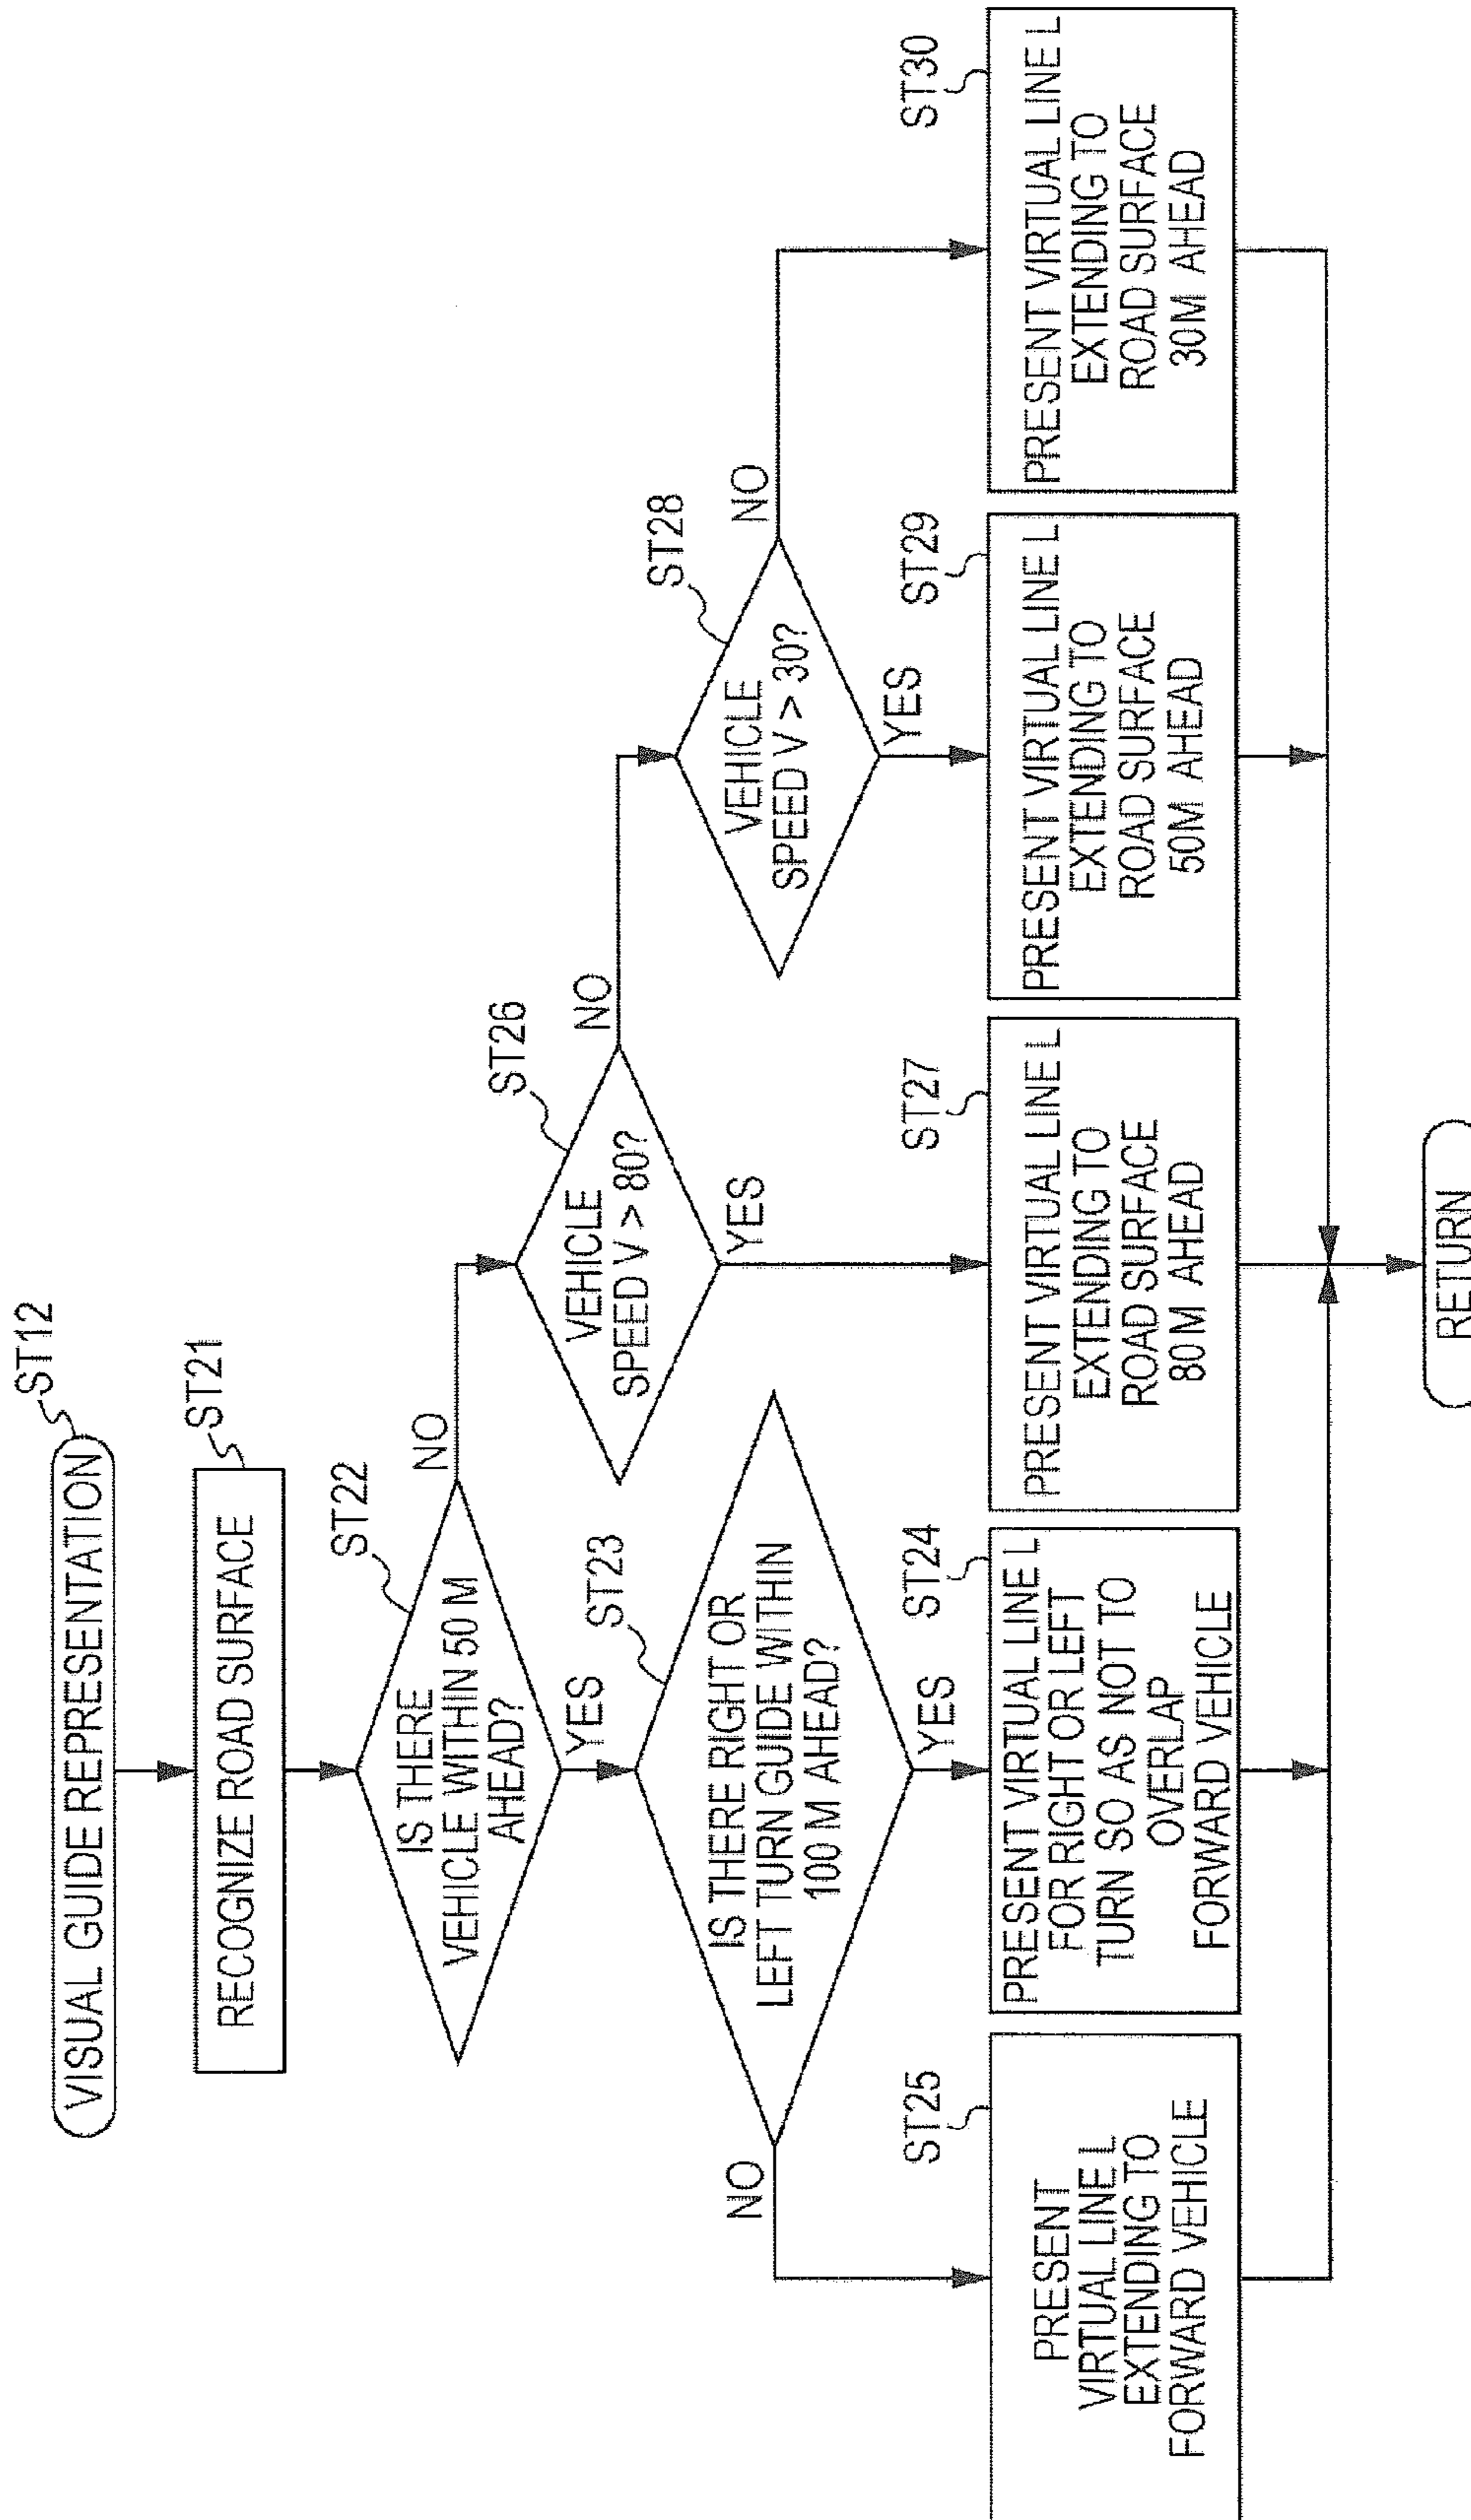 VISUAL GUIDE REPRESENTATION
ST12
RECOGNIZE ROAD SURFACE
ST21
IS THERE
VEHICLE WITHIN 50 M
AHEAD?
ST22
NO
YES
IS THERE RIGHT OR
LEFT TURN GUIDE WITHIN
100 M AHEAD?
ST23
NO
YES
VEHICLE
SPEED V > 80?
ST26
NO
YES
VEHICLE
SPEED V > 30?
ST28
NO
YES
ST25
PRESENT
VIRTUAL LINE L
EXTENDING TO
FORWARD VEHICLE
ST24
PRESENT VIRTUAL LINE L
FOR RIGHT OR LEFT
TURN SO AS NOT TO
OVERLAP
FORWARD VEHICLE
ST27
PRESENT VIRTUAL LINE L
EXTENDING TO
ROAD SURFACE
80M AHEAD
ST29
PRESENT VIRTUAL LINE L
EXTENDING TO
ROAD SURFACE
50M AHEAD
ST30
PRESENT VIRTUAL LINE L
EXTENDING TO
ROAD SURFACE
30M AHEAD
RETURN